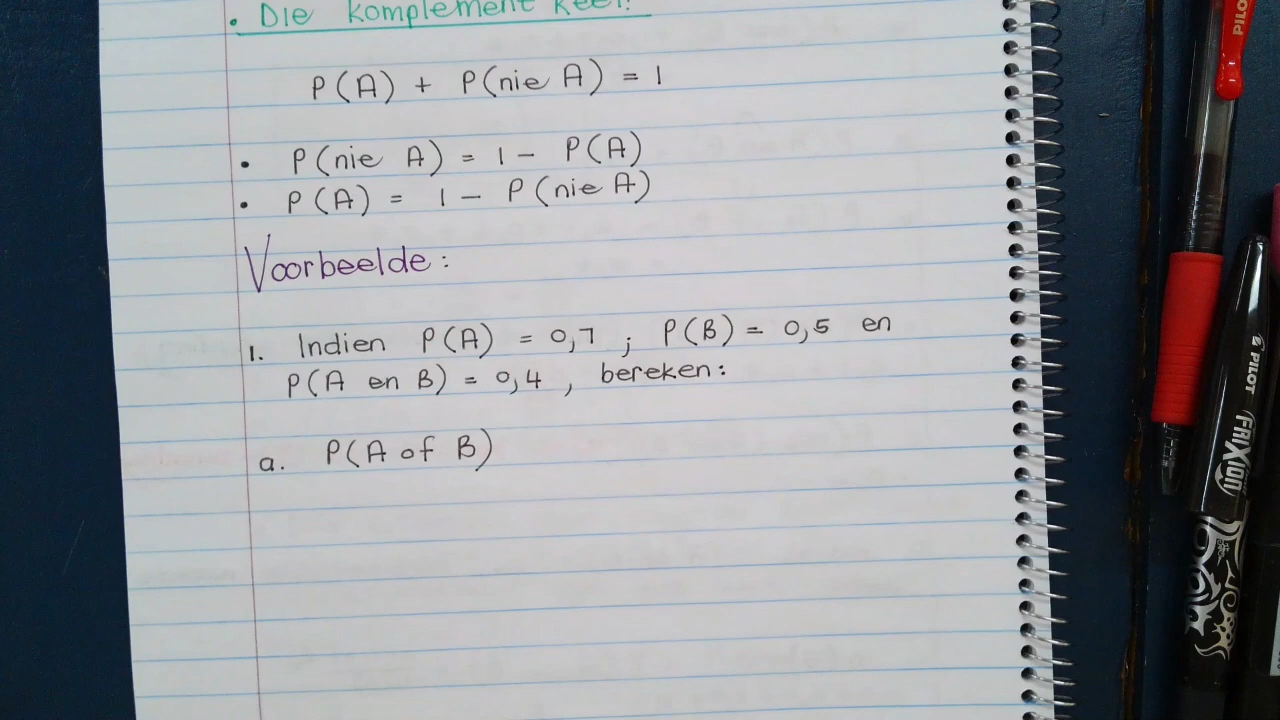 • Die komplement reël:
P(A) + P(nie A) = 1
• P(nie A) = 1 - P(A)
• P(A) = 1 - P(nie A)
Voorbeelde:
1. Indien P(A) = 0,7 ; P(B) = 0,5 en
P(A en B) = 0,4 , bereken:
a. P(A of B)
PILOT
PILOT
FRIXION